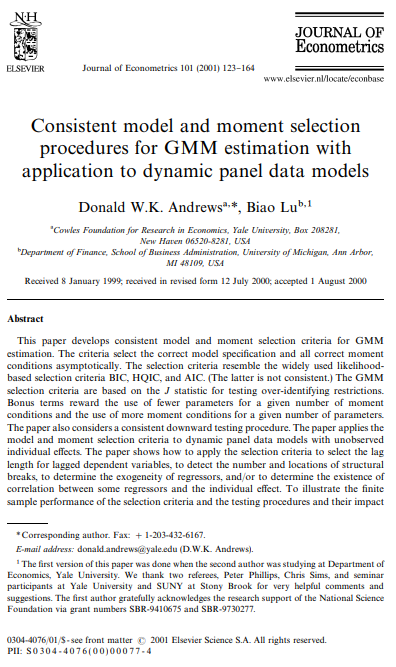 N·H
ELSEVIER
JOURNAL OF
Econometrics
Journal of Econometrics 101 (2001) 123–164
www.elsevier.nl/locate/econbase
Consistent model and moment selection
procedures for GMM estimation with
application to dynamic panel data models
Donald W.K. Andrewsᵃ,*, Biao Luᵇ,¹
ᵃCowles Foundation for Research in Economics, Yale University, Box 208281,
New Haven 06520-8281, USA
ᵇDepartment of Finance, School of Business Administration, University of Michigan, Ann Arbor,
MI 48109, USA
Received 8 January 1999; received in revised form 12 July 2000; accepted 1 August 2000
Abstract
This paper develops consistent model and moment selection criteria for GMM
estimation. The criteria select the correct model specification and all correct moment
conditions asymptotically. The selection criteria resemble the widely used likelihood-
based selection criteria BIC, HQIC, and AIC. (The latter is not consistent.) The GMM
selection criteria are based on the J statistic for testing over-identifying restrictions.
Bonus terms reward the use of fewer parameters for a given number of moment
conditions and the use of more moment conditions for a given number of parameters.
The paper also considers a consistent downward testing procedure. The paper applies the
model and moment selection criteria to dynamic panel data models with unobserved
individual effects. The paper shows how to apply the selection criteria to select the lag
length for lagged dependent variables, to detect the number and locations of structural
breaks, to determine the exogeneity of regressors, and/or to determine the existence of
correlation between some regressors and the individual effect. To illustrate the finite
sample performance of the selection criteria and the testing procedures and their impact
* Corresponding author. Fax: +1-203-432-6167.
E-mail address: donald.andrews@yale.edu (D.W.K. Andrews).
¹ The first version of this paper was done when the second author was studying at Department of
Economics, Yale University. We thank two referees, Peter Phillips, Chris Sims, and seminar
participants at Yale University and SUNY at Stony Brook for very helpful comments and
suggestions. The first author gratefully acknowledges the research support of the National Science
Foundation via grant numbers SBR-9410675 and SBR-9730277.
0304-4076/01/$ - see front matter © 2001 Elsevier Science S.A. All rights reserved.
PII: S0304-4076(00)00077-4